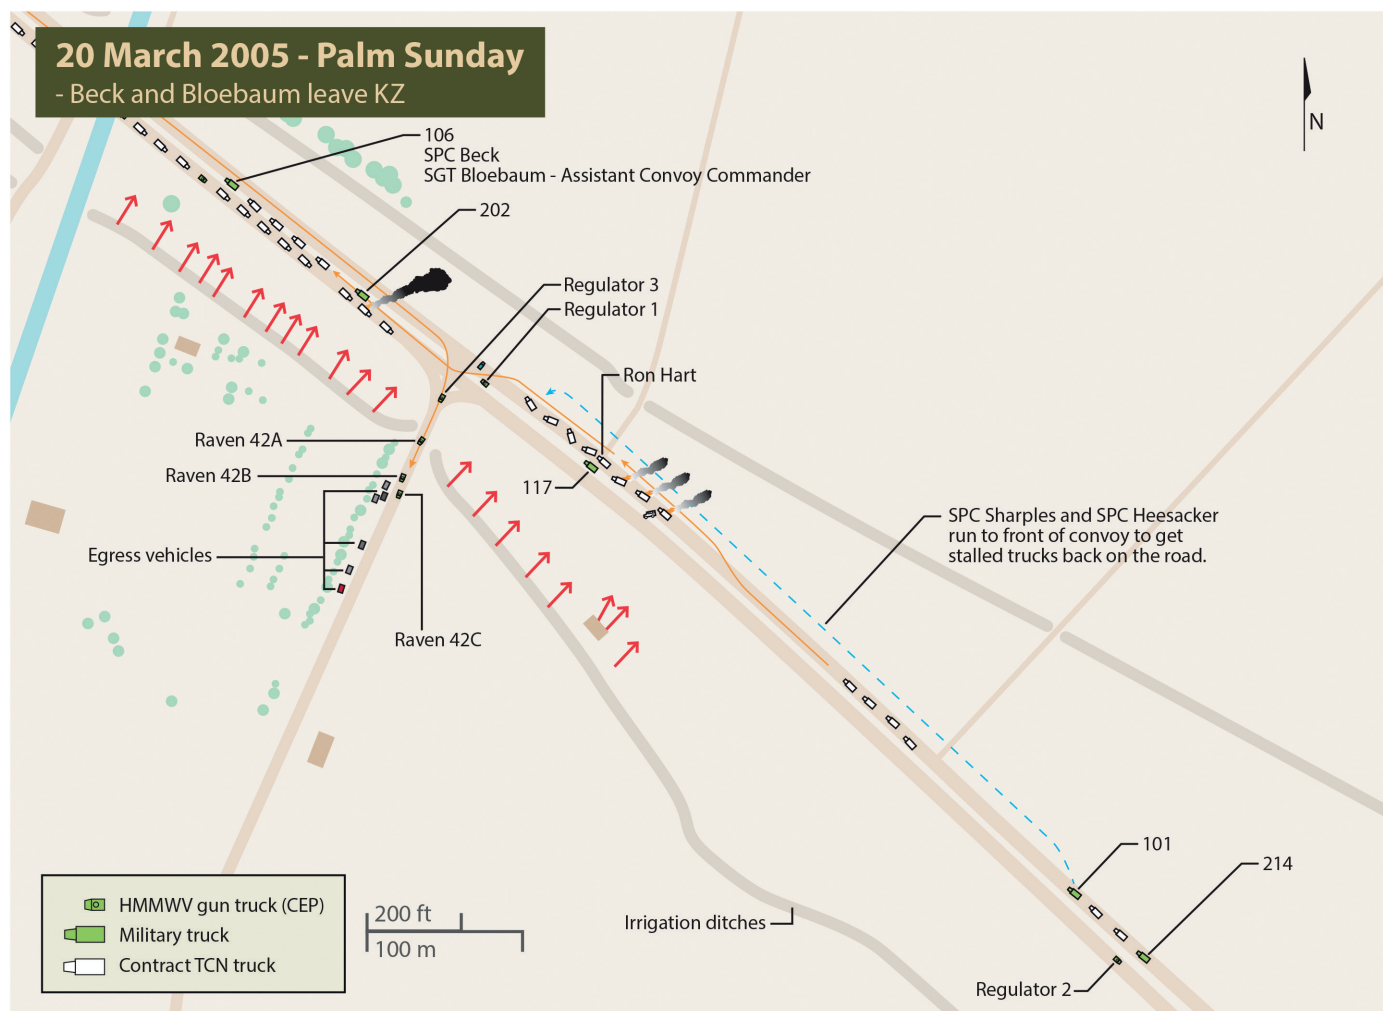 20 March 2005 - Palm Sunday
- Beck and Bloebaum leave KZ
N
106
SPC Beck
SGT Bloebaum - Assistant Convoy Commander
202
Regulator 3
Regulator 1
Ron Hart
Raven 42A
Raven 42B
117
Egress vehicles
SPC Sharples and SPC Heesacker
run to front of convoy to get
stalled trucks back on the road.
Raven 42C
101
214
HMMWV gun truck (CEP)
Military truck
Contract TCN truck
200 ft
100 m
Irrigation ditches
Regulator 2